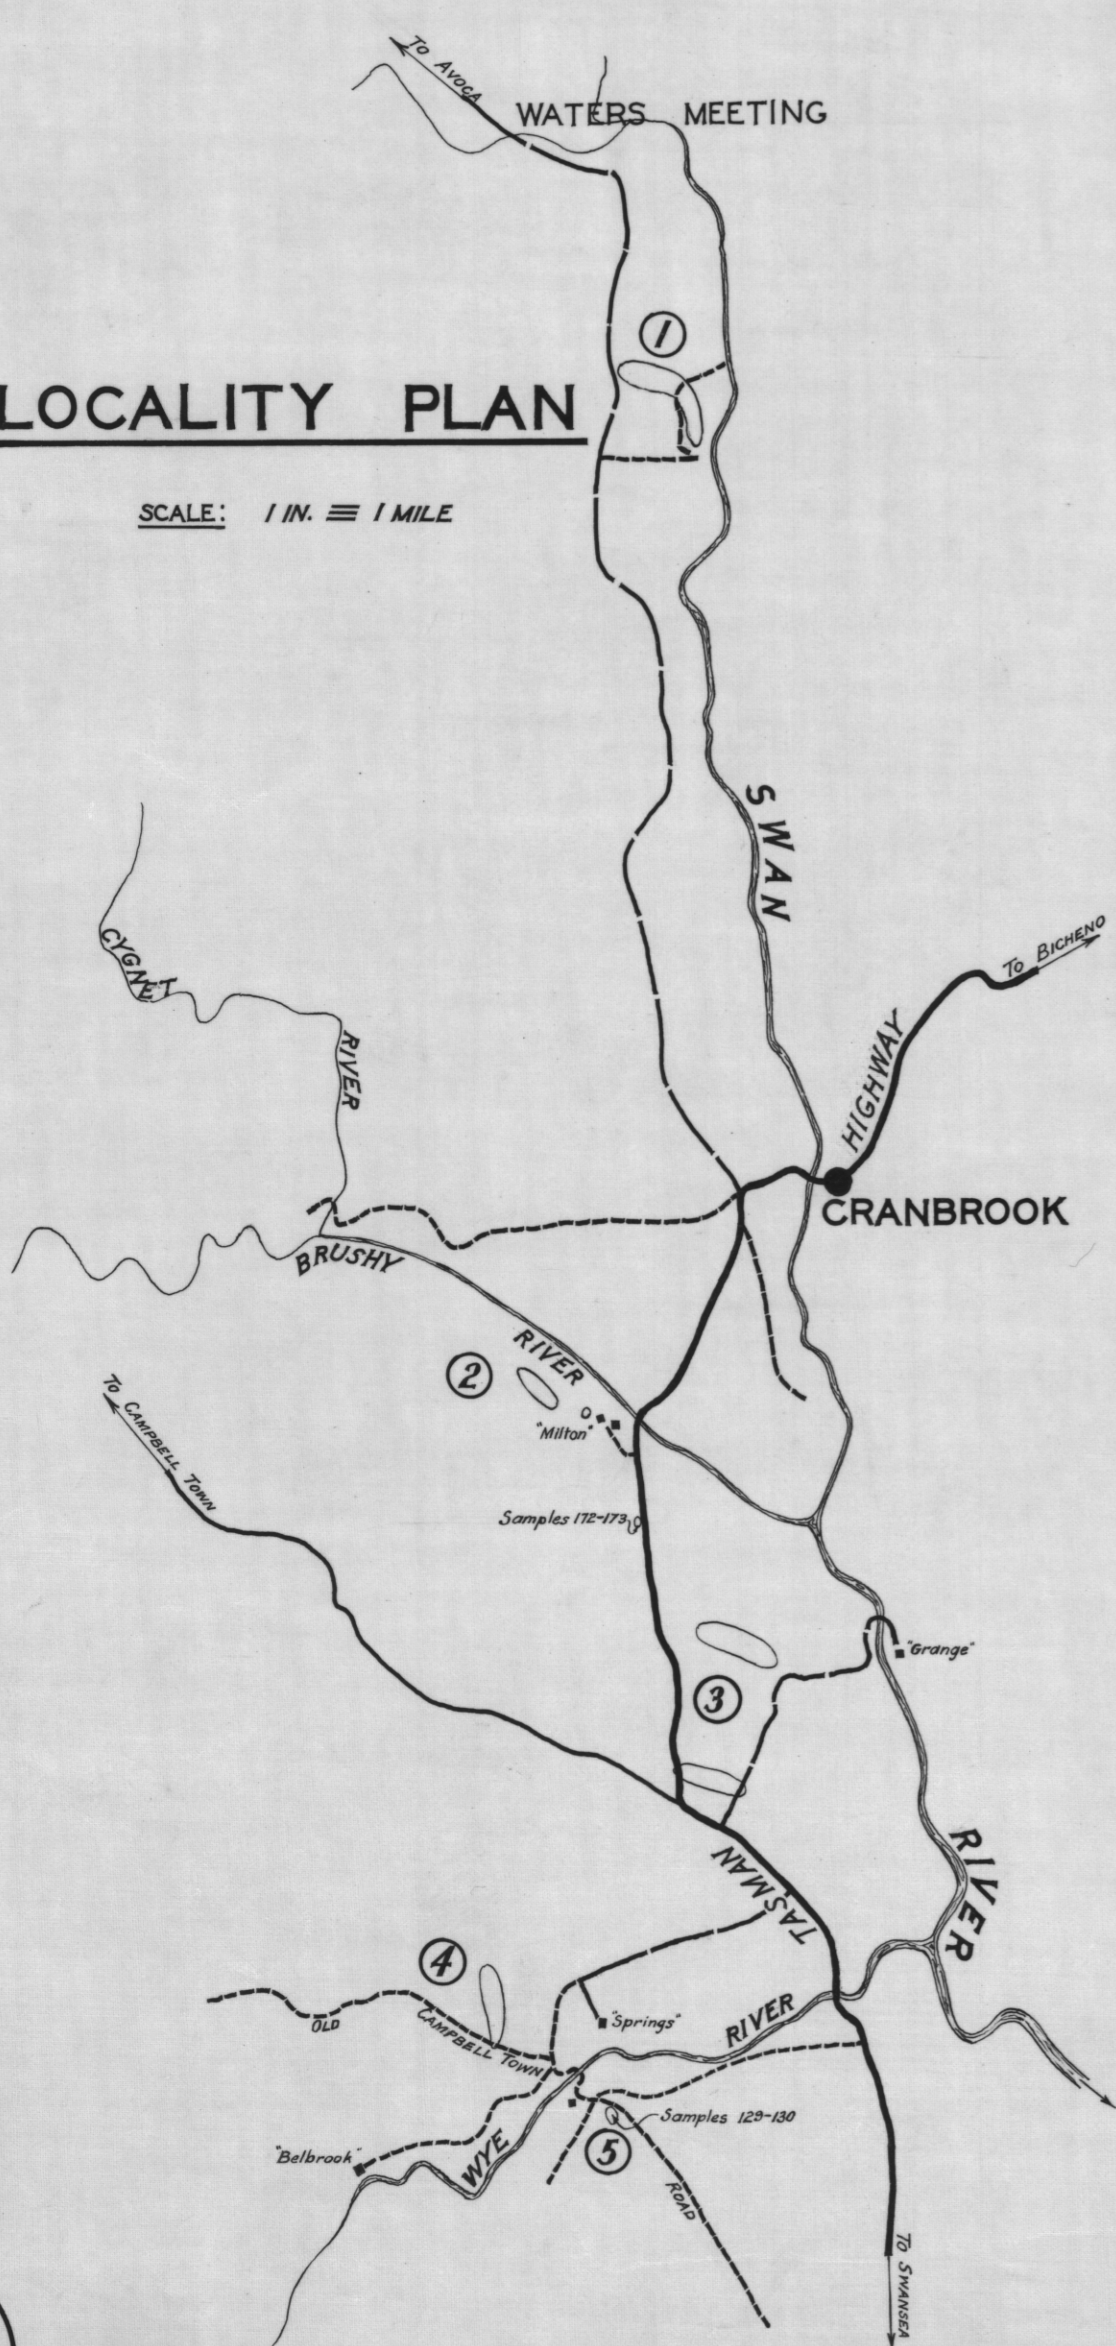 To AVOCA
WATERS MEETING
1
LOCALITY PLAN
SCALE: 1 IN. ≡ 1 MILE
SWAN
CYGNET
RIVER
To BICHENO
HIGHWAY
CRANBROOK
BRUSHY
RIVER
2
"Milton"
To CAMPBELL TOWN
Samples 172-173
"Grange"
3
TASMAN
RIVER
4
OLD
CAMPBELL TOWN
"Springs"
RIVER
Samples 129-130
"Belbrook"
WYE
5
ROAD
To SWANSEA